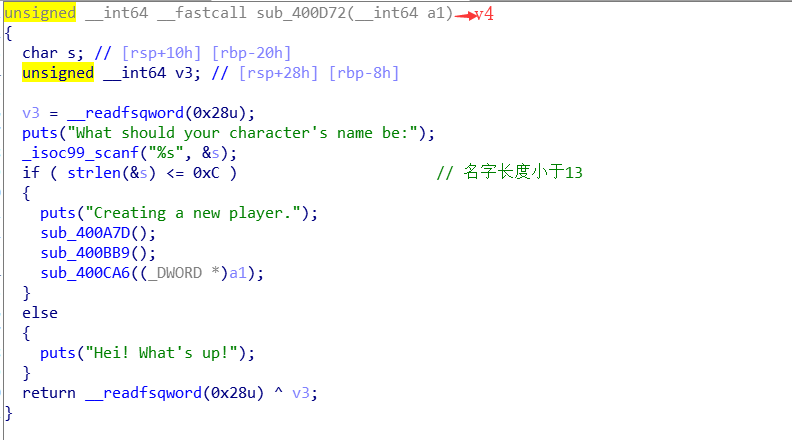 unsigned __int64 __fastcall sub_400D72(__int64 a1) v4
{
char s; // [rsp+10h] [rbp-20h]
unsigned __int64 v3; // [rsp+28h] [rbp-8h]
v3 = __readfsqword(0x28u);
puts("What should your character's name be:");
_isoc99_scanf("%s", &s);
if ( strlen(&s) <= 0xC ) // 名字长度小于13
{
puts("Creating a new player.");
sub_400A7D();
sub_400BB9();
sub_400CA6((_DWORD *)a1);
}
else
{
puts("Hei! What's up!");
}
return __readfsqword(0x28u) ^ v3;
}